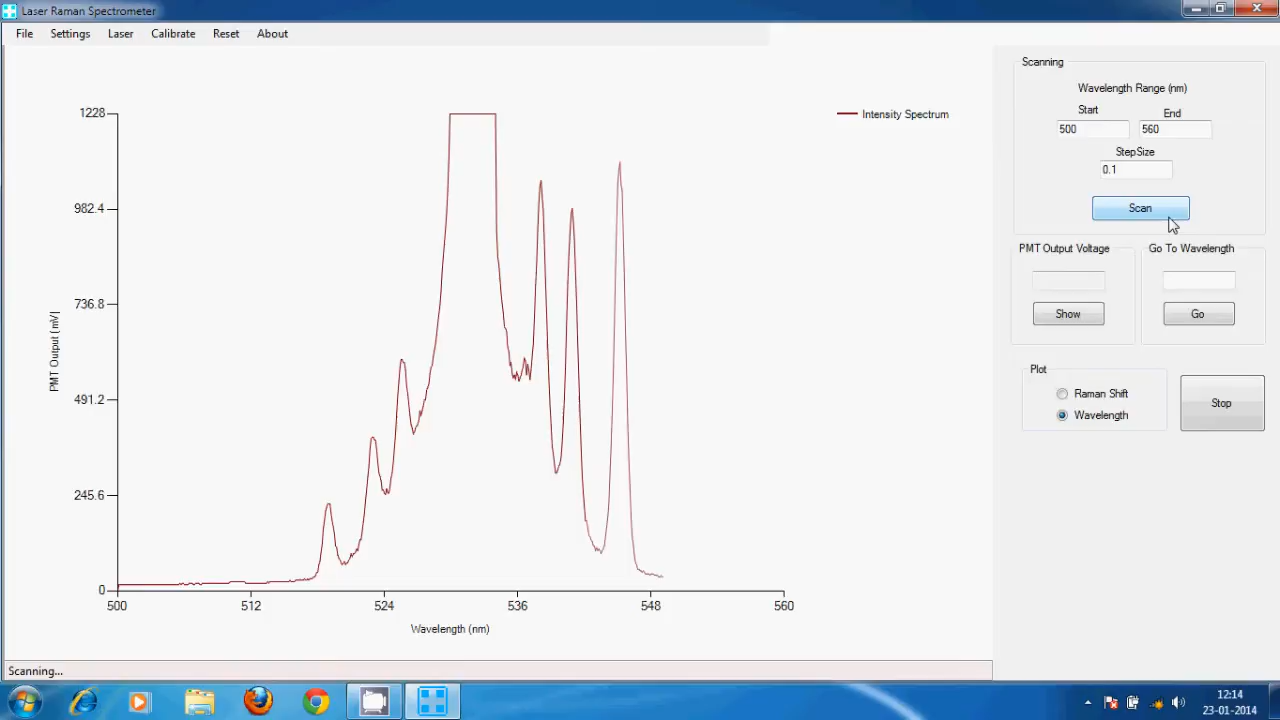 Laser Raman Spectrometer
File Settings Laser Calibrate Reset About
Scanning
Wavelength Range (nm)
Start End
500 560
StepSize
0.1
Scan
PMT Output Voltage Go To Wavelength
Show Go
Plot
Raman Shift
Wavelength
Stop
Intensity Spectrum
1228
982.4
736.8
491.2
245.6
0
PMT Output (mV)
500 512 524 536 548 560
Wavelength (nm)
Scanning...
12:14
23-01-2014